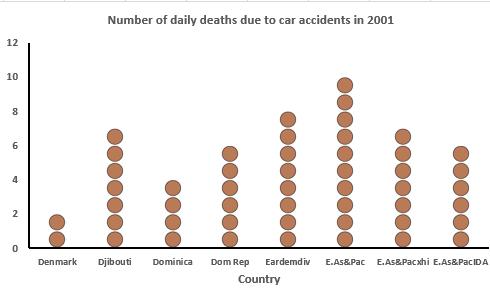 Number of daily deaths due to car accidents in 2001
12
10
8
6
4
2
0
Denmark Djibouti Dominica Dom Rep Eardemdiv E.As&Pac E.As&Pacxhi E.As&PacIDA
Country